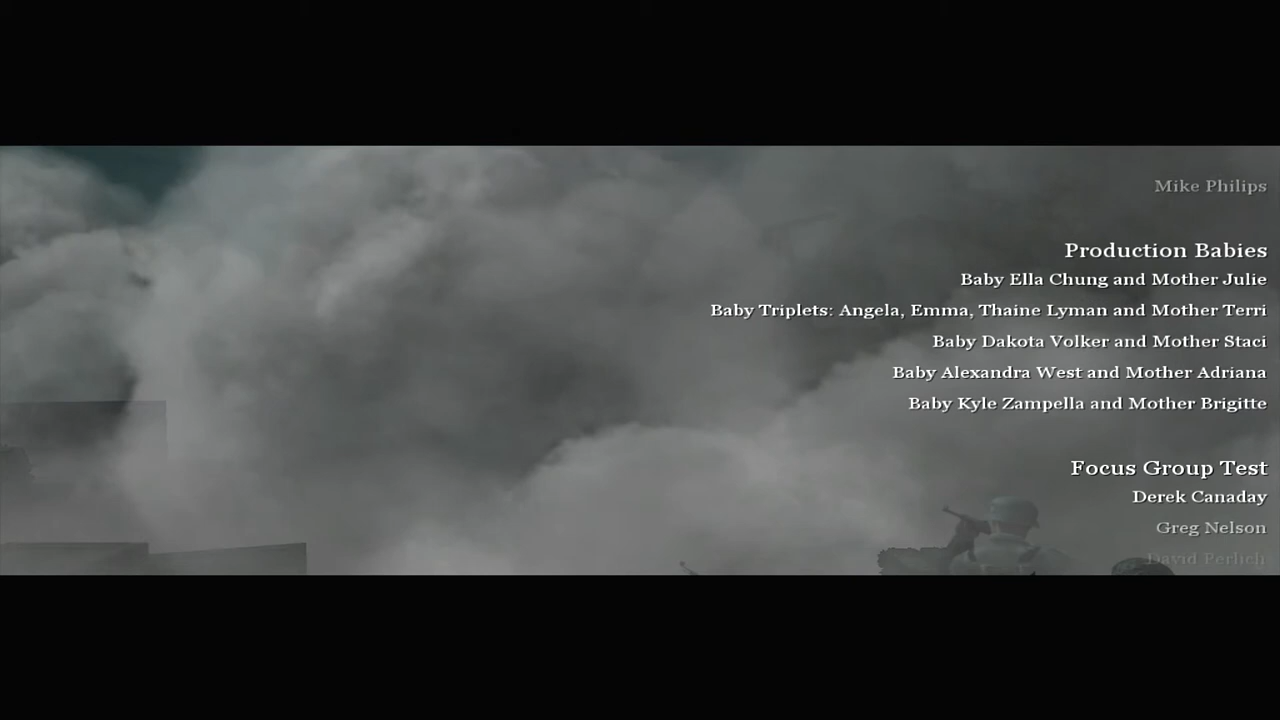 Mike Philips
Production Babies
Baby Ella Chung and Mother Julie
Baby Triplets: Angela, Emma, Thaine Lyman and Mother Terri
Baby Dakota Volker and Mother Staci
Baby Alexandra West and Mother Adriana
Baby Kyle Zampella and Mother Brigitte
Focus Group Test
Derek Canaday
Greg Nelson
David Perlich